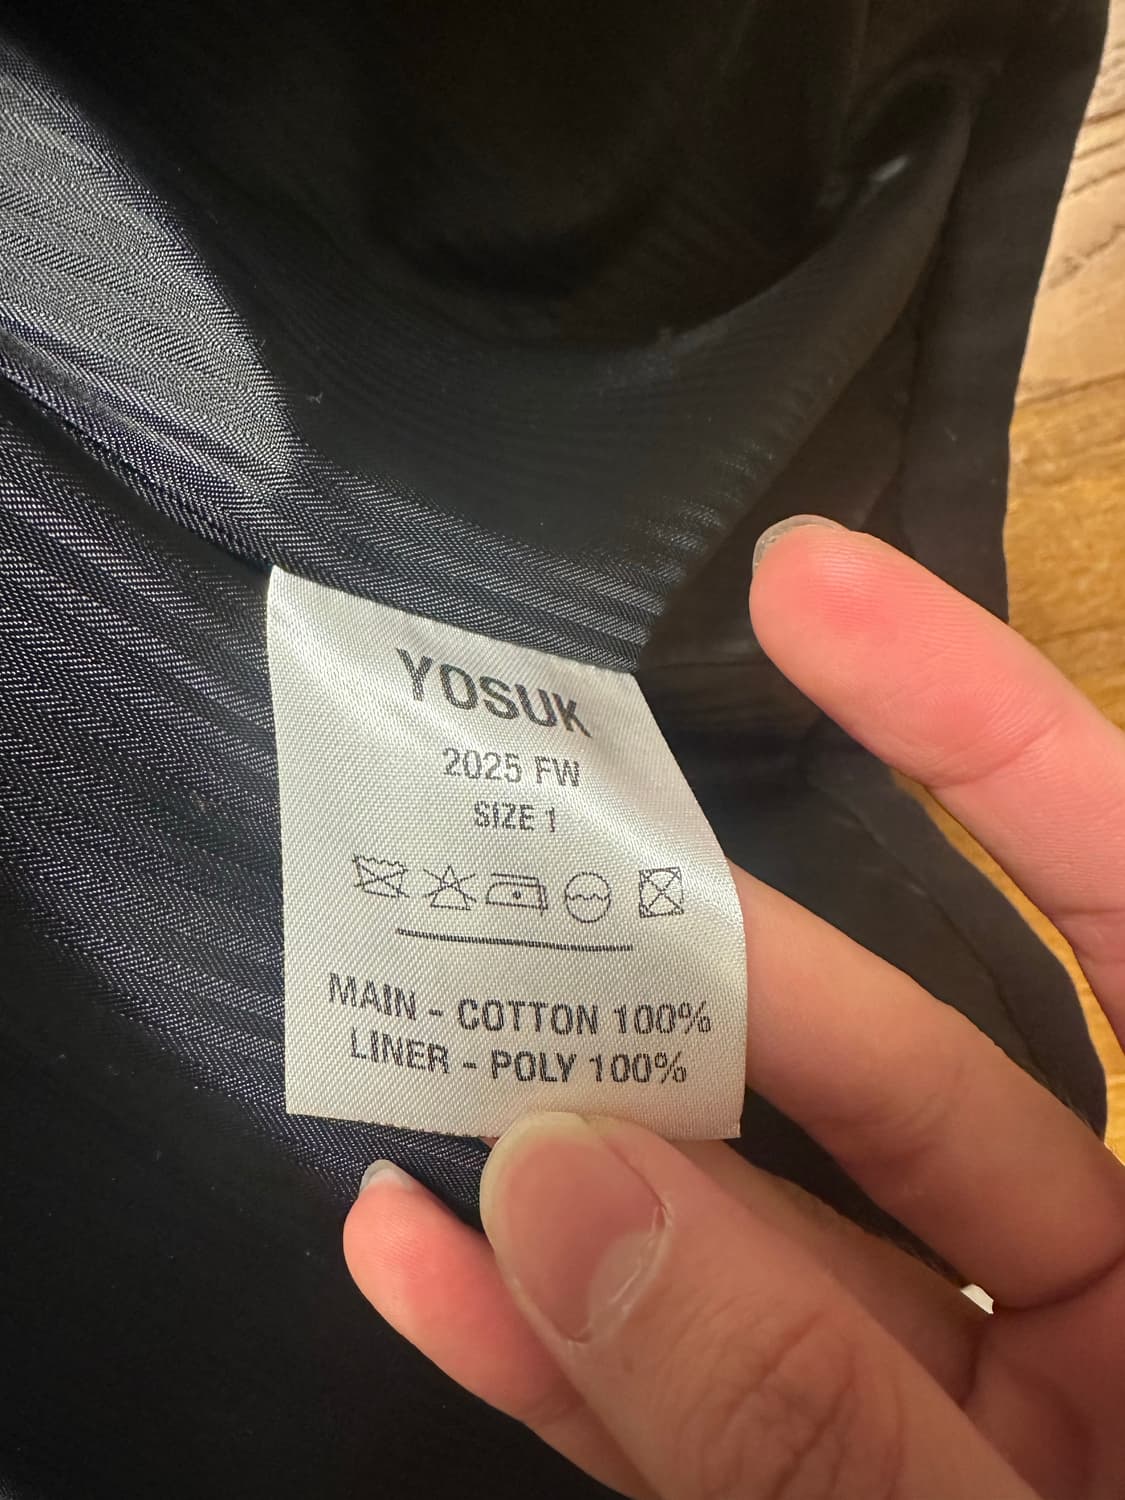 YOSUK
2025 FW
SIZE 1
MAIN - COTTON 100%
LINER - POLY 100%